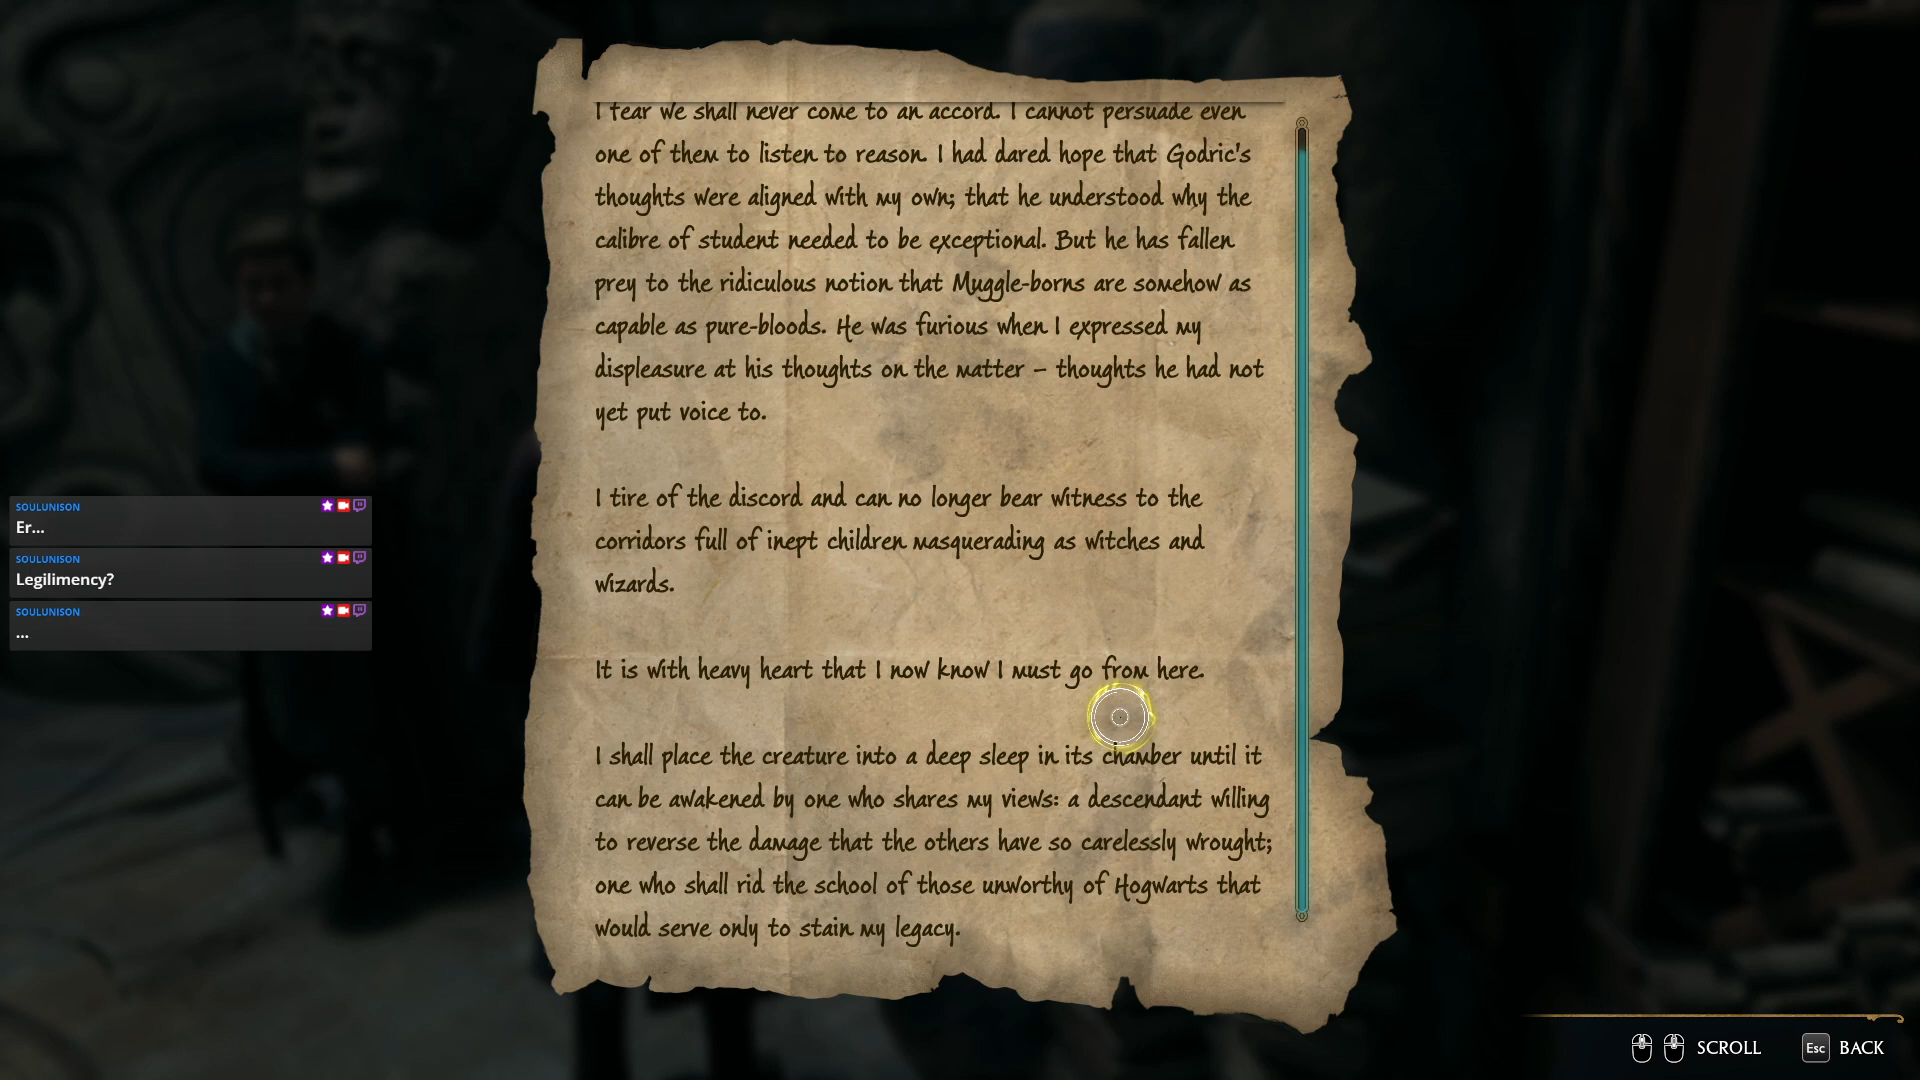 I fear we shall never come to an accord. I cannot persuade even
one of them to listen to reason. I had dared hope that Godric's
thoughts were aligned with my own; that he understood why the
calibre of student needed to be exceptional. But he has fallen
prey to the ridiculous notion that Muggle-borns are somehow as
capable as pure-bloods. He was furious when I expressed my
displeasure at his thoughts on the matter – thoughts he had not
yet put voice to.
I tire of the discord and can no longer bear witness to the
corridors full of inept children masquerading as witches and
wizards.
It is with heavy heart that I now know I must go from here.
I shall place the creature into a deep sleep in its chamber until it
can be awakened by one who shares my views: a descendant willing
to reverse the damage that the others have so carelessly wrought;
one who shall rid the school of those unworthy of Hogwarts that
would serve only to stain my legacy.
SOULUNISON
Er...
SOULUNISON
Legilimency?
SOULUNISON
...
SCROLL
Esc BACK